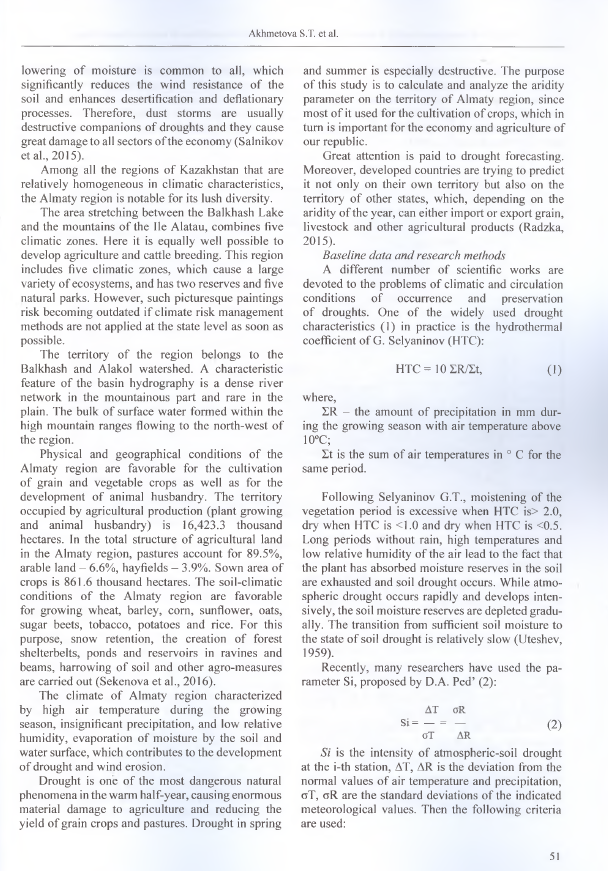 Akhmetova S.T. et al.
lowering of moisture is common to all, which
significantly reduces the wind resistance of the
soil and enhances desertification and deflationary
processes. Therefore, dust storms are usually
destructive companions of droughts and they cause
great damage to all sectors of the economy (Salnikov
et al., 2015).
Among all the regions of Kazakhstan that are
relatively homogeneous in climatic characteristics,
the Almaty region is notable for its lush diversity.
The area stretching between the Balkhash Lake
and the mountains of the Ile Alatau, combines five
climatic zones. Here it is equally well possible to
develop agriculture and cattle breeding. This region
includes five climatic zones, which cause a large
variety of ecosystems, and has two reserves and five
natural parks. However, such picturesque paintings
risk becoming outdated if climate risk management
methods are not applied at the state level as soon as
possible.
The territory of the region belongs to the
Balkhash and Alakol watershed. A characteristic
feature of the basin hydrography is a dense river
network in the mountainous part and rare in the
plain. The bulk of surface water formed within the
high mountain ranges flowing to the north-west of
the region.
Physical and geographical conditions of the
Almaty region are favorable for the cultivation
of grain and vegetable crops as well as for the
development of animal husbandry. The territory
occupied by agricultural production (plant growing
and animal husbandry) is 16,423.3 thousand
hectares. In the total structure of agricultural land
in the Almaty region, pastures account for 89.5%,
arable land – 6.6%, hayfields – 3.9%. Sown area of
crops is 861.6 thousand hectares. The soil-climatic
conditions of the Almaty region are favorable
for growing wheat, barley, corn, sunflower, oats,
sugar beets, tobacco, potatoes and rice. For this
purpose, snow retention, the creation of forest
shelterbelts, ponds and reservoirs in ravines and
beams, harrowing of soil and other agro-measures
are carried out (Sekenova et al., 2016).
The climate of Almaty region characterized
by high air temperature during the growing
season, insignificant precipitation, and low relative
humidity, evaporation of moisture by the soil and
water surface, which contributes to the development
of drought and wind erosion.
Drought is one of the most dangerous natural
phenomena in the warm half-year, causing enormous
material damage to agriculture and reducing the
yield of grain crops and pastures. Drought in spring
and summer is especially destructive. The purpose
of this study is to calculate and analyze the aridity
parameter on the territory of Almaty region, since
most of it used for the cultivation of crops, which in
turn is important for the economy and agriculture of
our republic.
Great attention is paid to drought forecasting.
Moreover, developed countries are trying to predict
it not only on their own territory but also on the
territory of other states, which, depending on the
aridity of the year, can either import or export grain,
livestock and other agricultural products (Radzka,
2015).
Baseline data and research methods
A different number of scientific works are
devoted to the problems of climatic and circulation
conditions of occurrence and preservation
of droughts. One of the widely used drought
characteristics (1) in practice is the hydrothermal
coefficient of G. Selyaninov (HTC):
HTC = 10 ΣR/Σt, (1)
where,
ΣR – the amount of precipitation in mm dur-
ing the growing season with air temperature above
10ºC;
Σt is the sum of air temperatures in ° C for the
same period.
Following Selyaninov G.T., moistening of the
vegetation period is excessive when HTC is> 2.0,
dry when HTC is <1.0 and dry when HTC is <0.5.
Long periods without rain, high temperatures and
low relative humidity of the air lead to the fact that
the plant has absorbed moisture reserves in the soil
are exhausted and soil drought occurs. While atmo-
spheric drought occurs rapidly and develops inten-
sively, the soil moisture reserves are depleted gradu-
ally. The transition from sufficient soil moisture to
the state of soil drought is relatively slow (Uteshev,
1959).
Recently, many researchers have used the pa-
rameter Si, proposed by D.A. Ped’ (2):
ΔT σR
Si = — = — (2)
σT ΔR
Si is the intensity of atmospheric-soil drought
at the i-th station, ΔT, ΔR is the deviation from the
normal values of air temperature and precipitation,
σT, σR are the standard deviations of the indicated
meteorological values. Then the following criteria
are used:
51